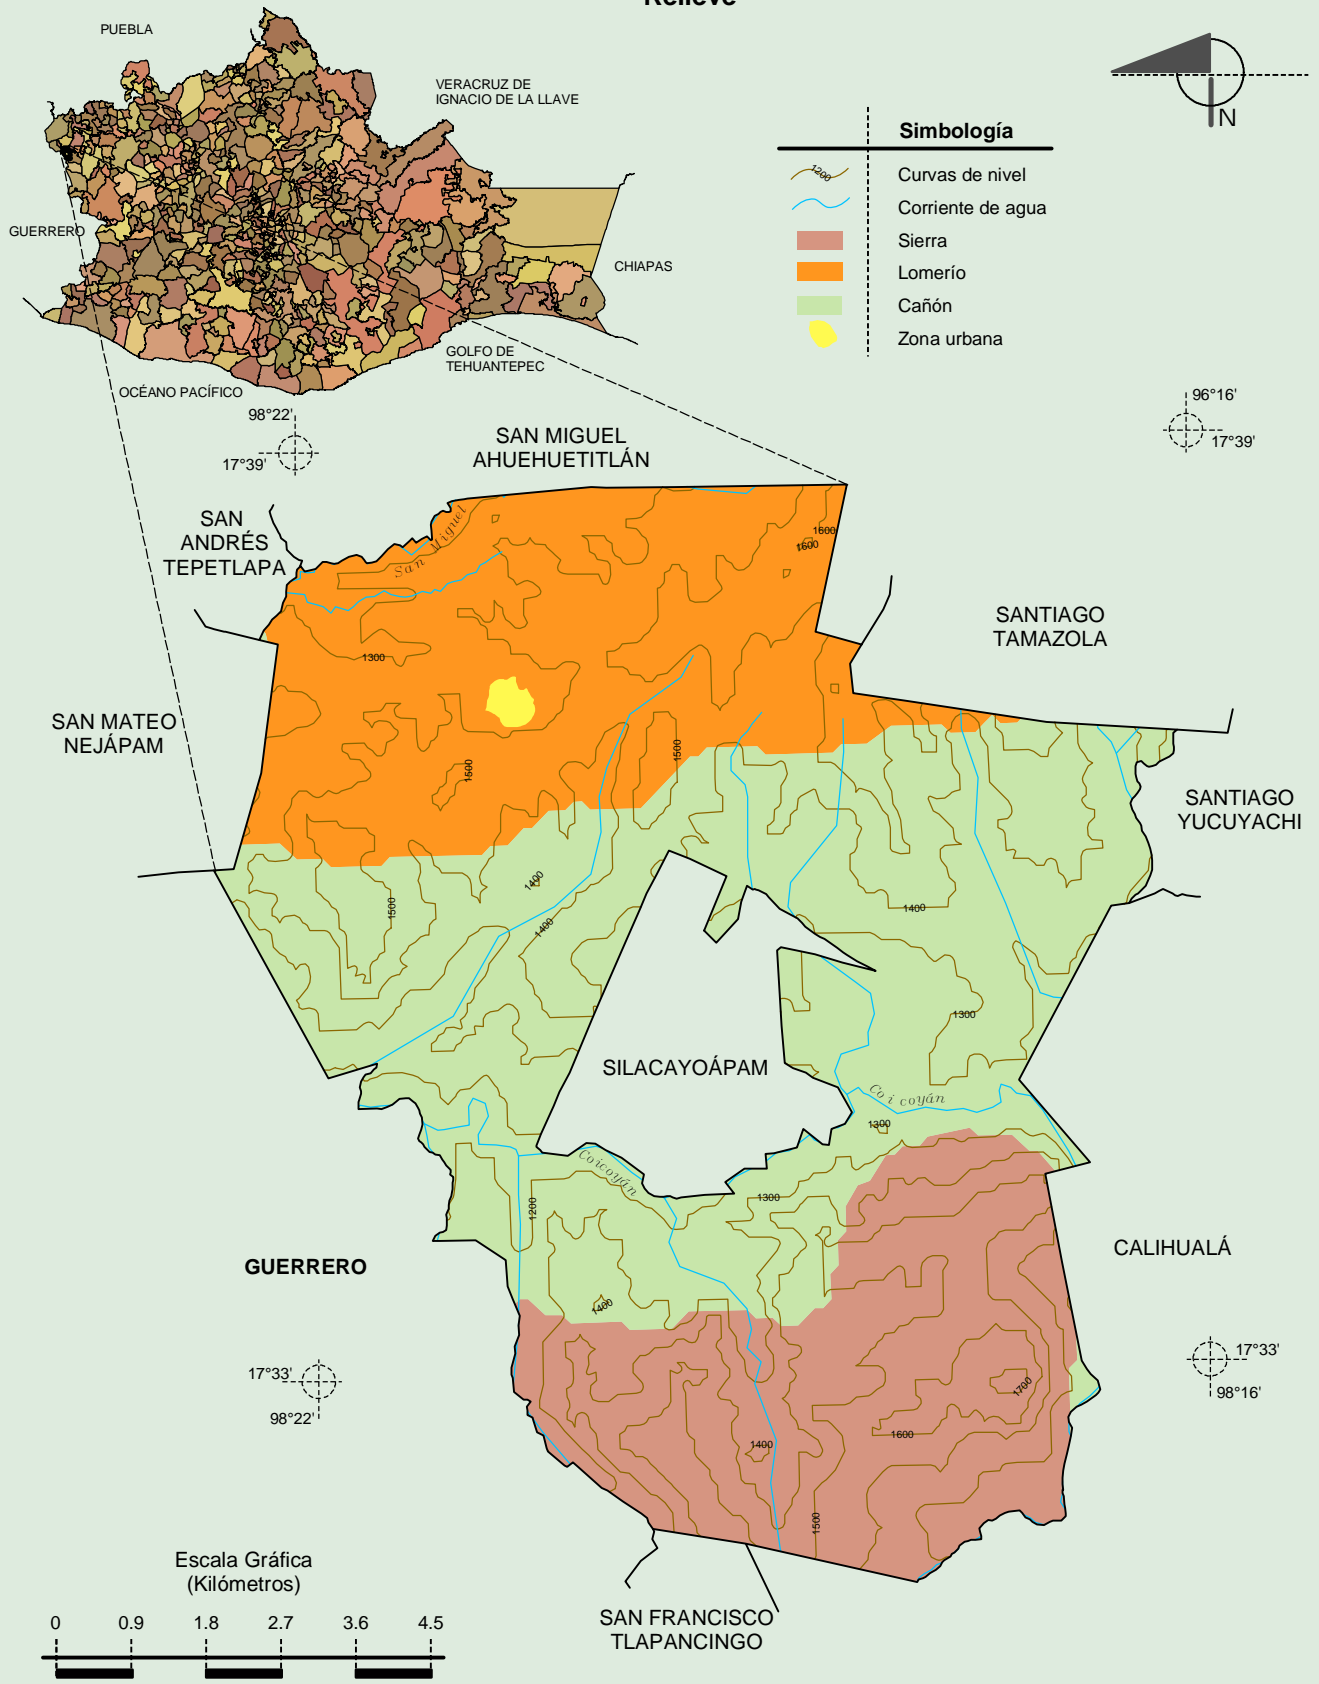 Relieve
PUEBLA
VERACRUZ DE
IGNACIO DE LA LLAVE
GUERRERO
CHIAPAS
GOLFO DE
TEHUANTEPEC
OCÉANO PACÍFICO
N
Simbología
1200
Curvas de nivel
Corriente de agua
Sierra
Lomerío
Cañón
Zona urbana
98°22'
17°39'
96°16'
17°39'
SAN MIGUEL
AHUEHUETITLÁN
SAN
ANDRÉS
TEPETLAPA
San Miguel
1600
1600
SANTIAGO
TAMAZOLA
1300
SAN MATEO
NEJÁPAM
1500
1500
SANTIAGO
YUCUYACHI
1400
1500
1400
1400
1300
SILACAYOÁPAM
Coicoyán
1300
Coicoyán
1300
1200
GUERRERO
CALIHUALÁ
1400
17°33'
98°22'
17°33'
98°16'
1700
1600
1400
1500
SAN FRANCISCO
TLAPANCINGO
Escala Gráfica
(Kilómetros)
0 0.9 1.8 2.7 3.6 4.5